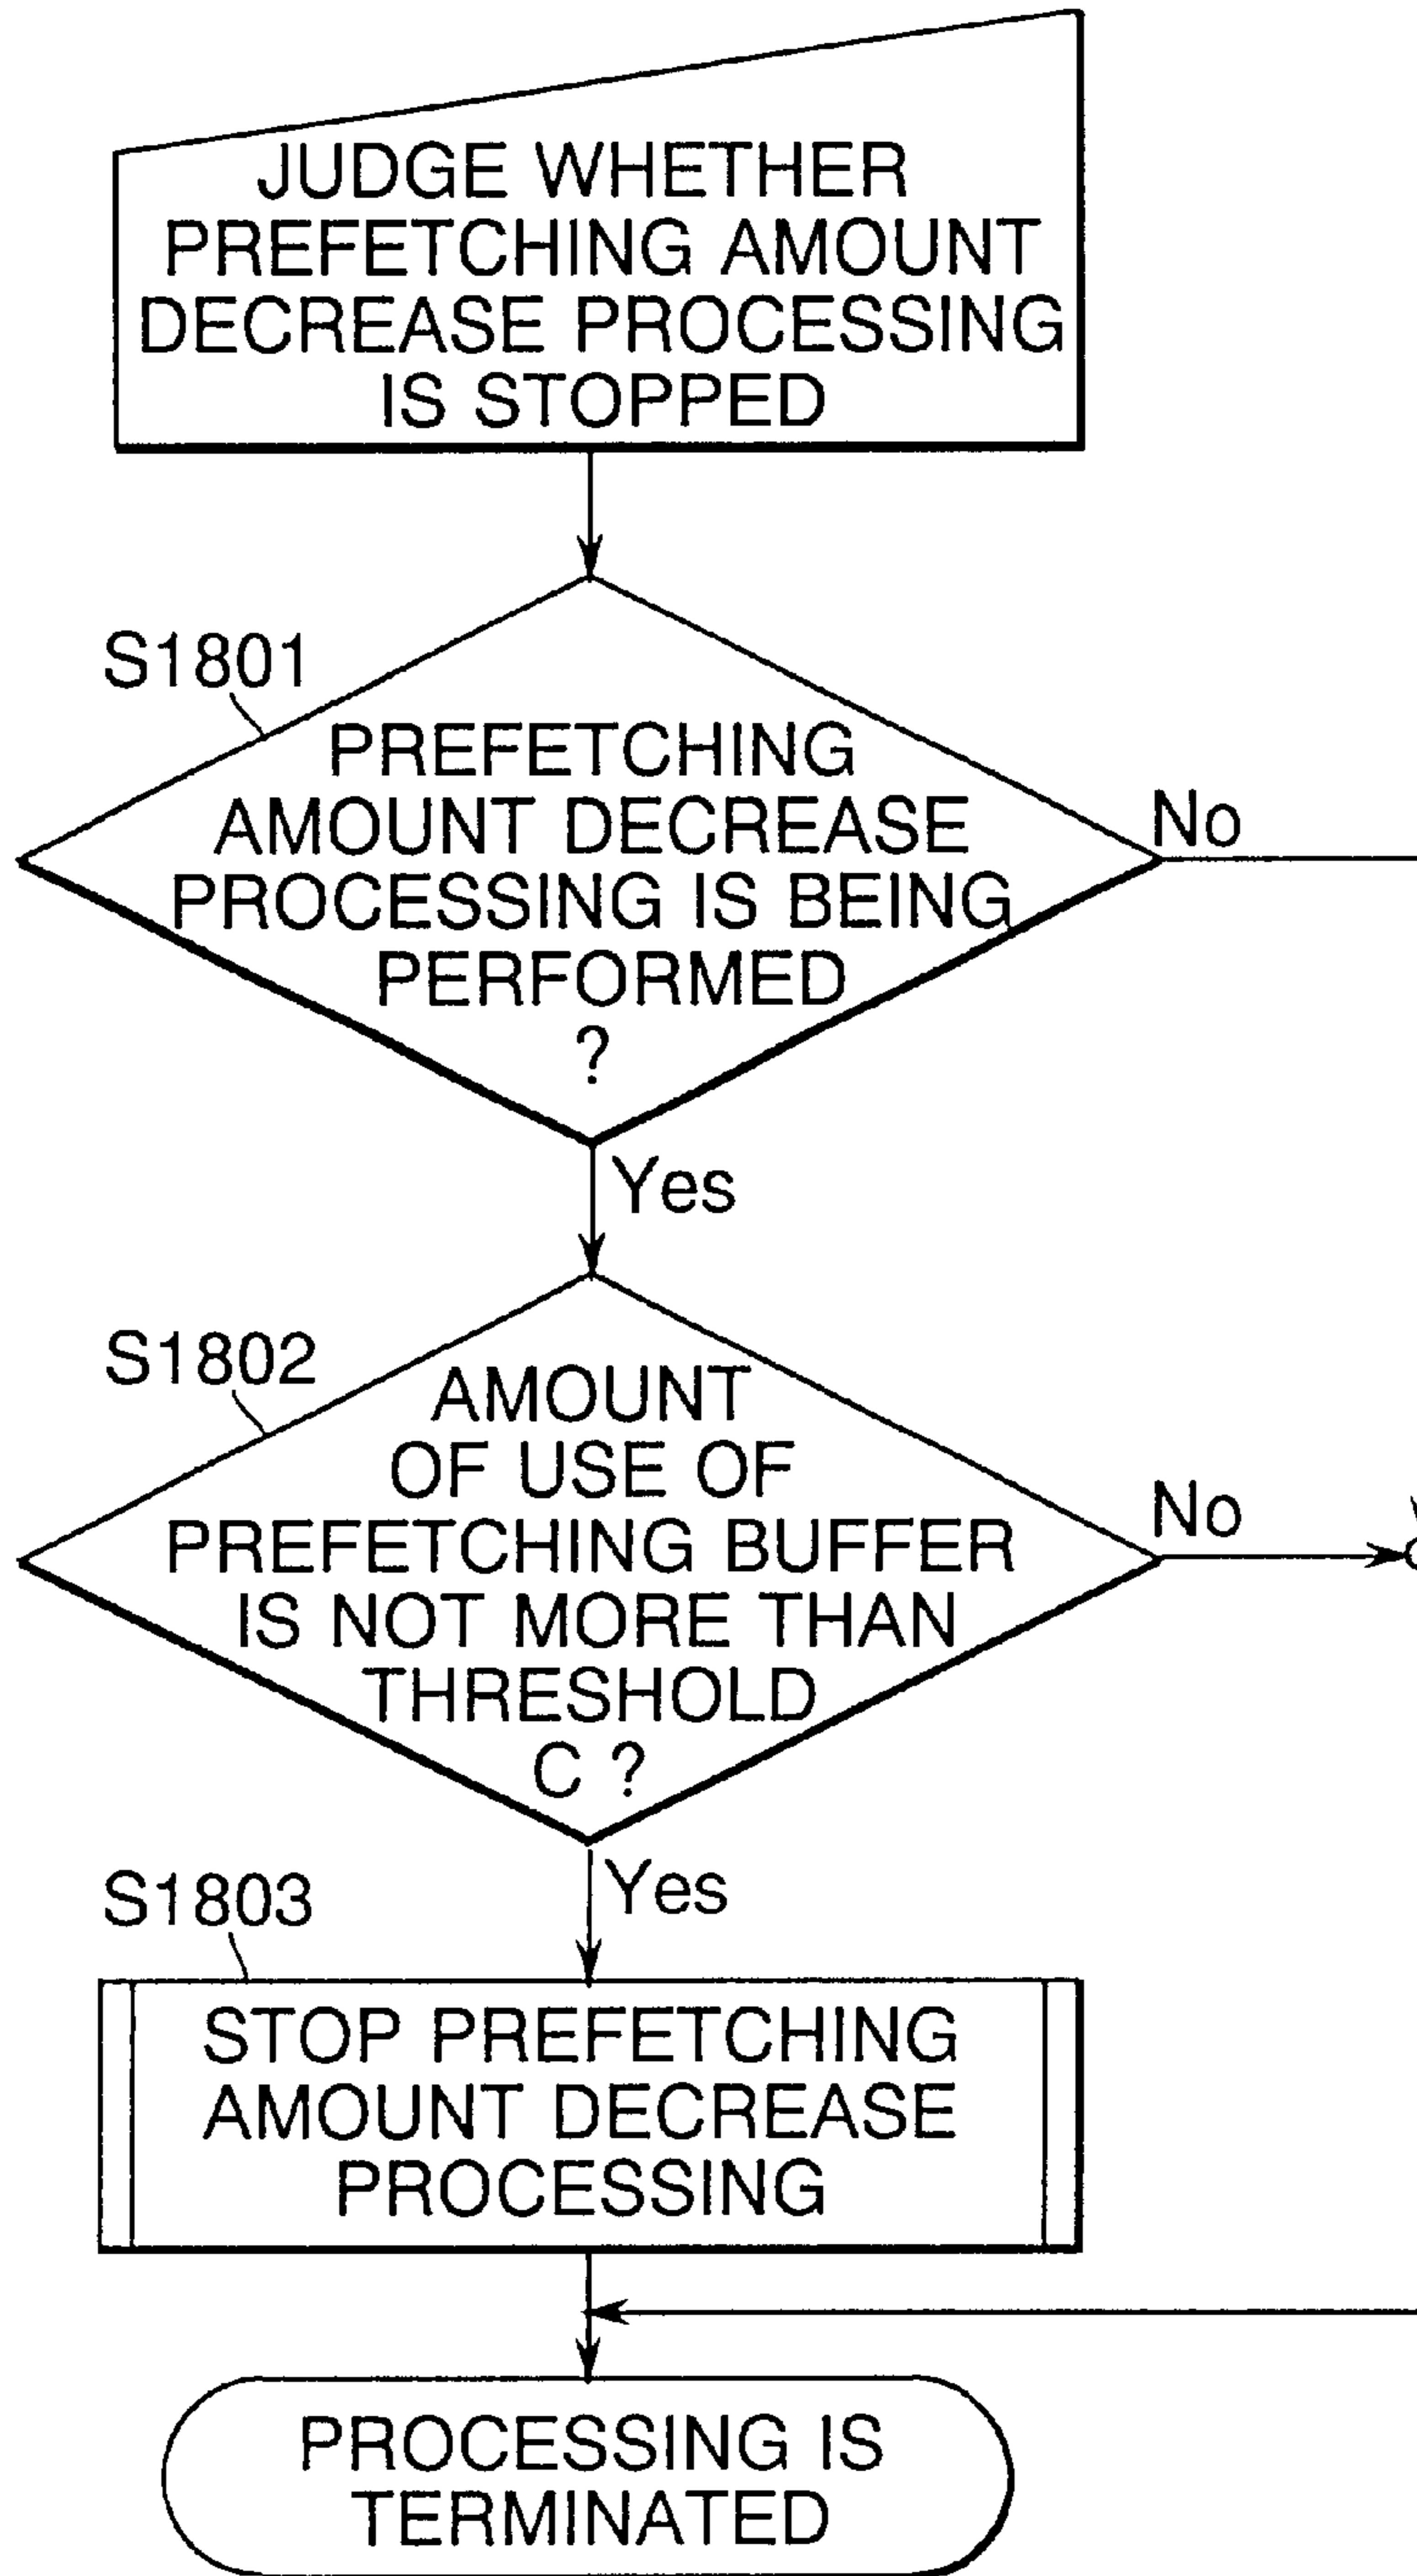 JUDGE WHETHER
PREFETCHING AMOUNT
DECREASE PROCESSING
IS STOPPED
S1801
PREFETCHING
AMOUNT DECREASE
PROCESSING IS BEING
PERFORMED
?
No
Yes
S1802
AMOUNT
OF USE OF
PREFETCHING BUFFER
IS NOT MORE THAN
THRESHOLD
C ?
No
Yes
S1803
STOP PREFETCHING
AMOUNT DECREASE
PROCESSING
PROCESSING IS
TERMINATED